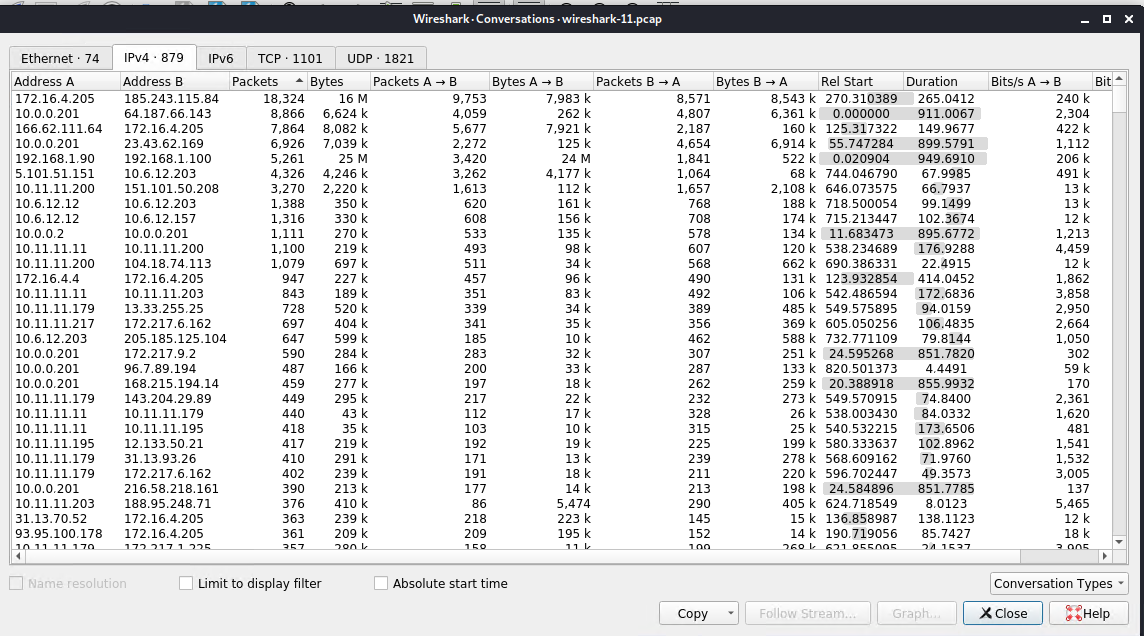 Wireshark · Conversations · wireshark-11.pcap
Ethernet · 74 IPv4 · 879 IPv6 TCP · 1101 UDP · 1821
Address A Address B Packets Bytes Packets A → B Bytes A → B Packets B → A Bytes B → A Rel Start Duration Bits/s A → B Bit
172.16.4.205 185.243.115.84 18,324 16 M 9,753 7,983 k 8,571 8,543 k 270.310389 265.0412 240 k
10.0.0.201 64.187.66.143 8,866 6,624 k 4,059 262 k 4,807 6,361 k 0.000000 911.0067 2,304
166.62.111.64 172.16.4.205 7,864 8,082 k 5,677 7,921 k 2,187 160 k 125.317322 149.9677 422 k
10.0.0.201 23.43.62.169 6,926 7,039 k 2,272 125 k 4,654 6,914 k 55.747284 899.5791 1,112
192.168.1.90 192.168.1.100 5,261 25 M 3,420 24 M 1,841 522 k 0.020904 949.6910 206 k
5.101.51.151 10.6.12.203 4,326 4,246 k 3,262 4,177 k 1,064 68 k 744.046790 67.9985 491 k
10.11.11.200 151.101.50.208 3,270 2,220 k 1,613 112 k 1,657 2,108 k 646.073575 66.7937 13 k
10.6.12.12 10.6.12.203 1,388 350 k 620 161 k 768 188 k 718.500054 99.1499 13 k
10.6.12.12 10.6.12.157 1,316 330 k 608 156 k 708 174 k 715.213447 102.3674 12 k
10.0.0.2 10.0.0.201 1,111 270 k 533 135 k 578 134 k 11.683473 895.6772 1,213
10.11.11.11 10.11.11.200 1,100 219 k 493 98 k 607 120 k 538.234689 176.9288 4,459
10.11.11.200 104.18.74.113 1,079 697 k 511 34 k 568 662 k 690.386331 22.4915 12 k
172.16.4.4 172.16.4.205 947 227 k 457 96 k 490 131 k 123.932854 414.0452 1,862
10.11.11.11 10.11.11.203 843 189 k 351 83 k 492 106 k 542.486594 172.6836 3,858
10.11.11.179 13.33.255.25 728 520 k 339 34 k 389 485 k 549.575895 94.0159 2,950
10.11.11.217 172.217.6.162 697 404 k 341 35 k 356 369 k 605.050256 106.4835 2,664
10.6.12.203 205.185.125.104 647 599 k 185 10 k 462 588 k 732.771109 79.8144 1,050
10.0.0.201 172.217.9.2 590 284 k 283 32 k 307 251 k 24.595268 851.7820 302
10.0.0.201 96.7.89.194 487 166 k 200 33 k 287 133 k 820.501373 4.4491 59 k
10.0.0.201 168.215.194.14 459 277 k 197 18 k 262 259 k 20.388918 855.9932 170
10.11.11.179 143.204.29.89 449 295 k 217 22 k 232 273 k 549.570915 74.8400 2,361
10.11.11.11 10.11.11.179 440 43 k 112 17 k 328 26 k 538.003430 84.0332 1,620
10.11.11.11 10.11.11.195 418 35 k 103 10 k 315 25 k 540.532215 173.6506 481
10.11.11.195 12.133.50.21 417 219 k 192 19 k 225 199 k 580.333637 102.8962 1,541
10.11.11.179 31.13.93.26 410 291 k 171 13 k 239 278 k 568.609162 71.9760 1,532
10.11.11.179 172.217.6.162 402 239 k 191 18 k 211 220 k 596.702447 49.3573 3,005
10.0.0.201 216.58.218.161 390 213 k 177 14 k 213 198 k 24.584896 851.7785 137
10.11.11.203 188.95.248.71 376 410 k 86 5,474 290 405 k 624.718549 8.0123 5,465
31.13.70.52 172.16.4.205 363 239 k 218 223 k 145 15 k 136.858987 138.1123 12 k
93.95.100.178 172.16.4.205 361 209 k 209 195 k 152 14 k 190.719056 85.7427 18 k
10.11.11.179 172.217.1.225 357 280 k 158 11 k 199 268 k 621.855095 24.1537 3,905
Name resolution Limit to display filter Absolute start time Conversation Types
Copy Follow Stream... Graph... Close Help